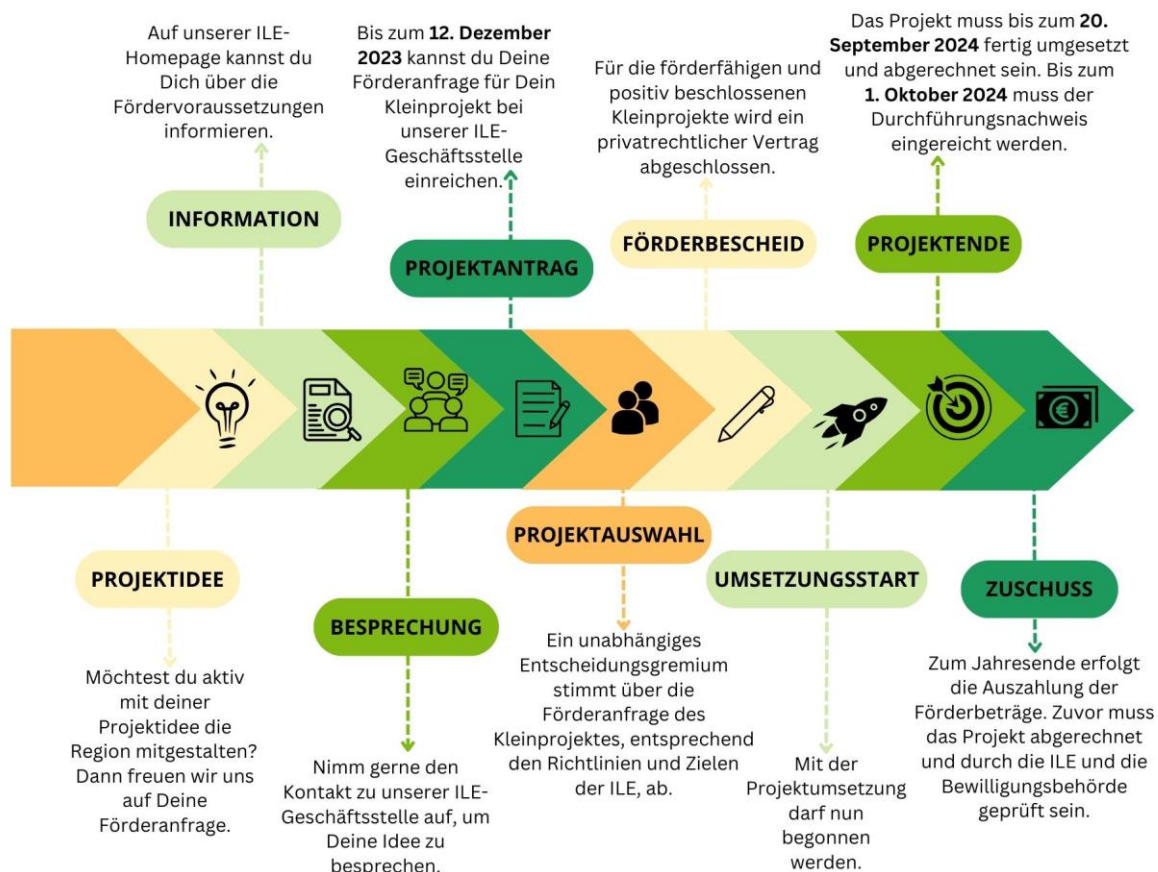 Auf unserer ILE-
Homepage kannst du
Dich über die
Fördervoraussetzungen
informieren.
INFORMATION
Bis zum 12. Dezember
2023 kannst du Deine
Förderanfrage für Dein
Kleinprojekt bei
unserer ILE-
Geschäftsstelle
einreichen.
PROJEKTANTRAG
Für die förderfähigen und
positiv beschlossenen
Kleinprojekte wird ein
privatrechtlicher Vertrag
abgeschlossen.
FÖRDERBESCHEID
Das Projekt muss bis zum 20.
September 2024 fertig umgesetzt
und abgerechnet sein. Bis zum
1. Oktober 2024 muss der
Durchführungsnachweis
eingereicht werden.
PROJEKTENDE
PROJEKTIDEE
Möchtest du aktiv
mit deiner
Projektidee die
Region mitgestalten?
Dann freuen wir uns
auf Deine
Förderanfrage.
BESPRECHUNG
Nimm gerne den
Kontakt zu unserer ILE-
Geschäftsstelle auf, um
Deine Idee zu
besprechen.
PROJEKTAUSWAHL
Ein unabhängiges
Entscheidungsgremium
stimmt über die
Förderanfrage des
Kleinprojektes, entsprechend
den Richtlinien und Zielen
der ILE, ab.
UMSETZUNGSSTART
Mit der
Projektumsetzung
darf nun
begonnen
werden.
ZUSCHUSS
Zum Jahresende erfolgt
die Auszahlung der
Förderbeträge. Zuvor muss
das Projekt abgerechnet
und durch die ILE und die
Bewilligungsbehörde
geprüft sein.
€